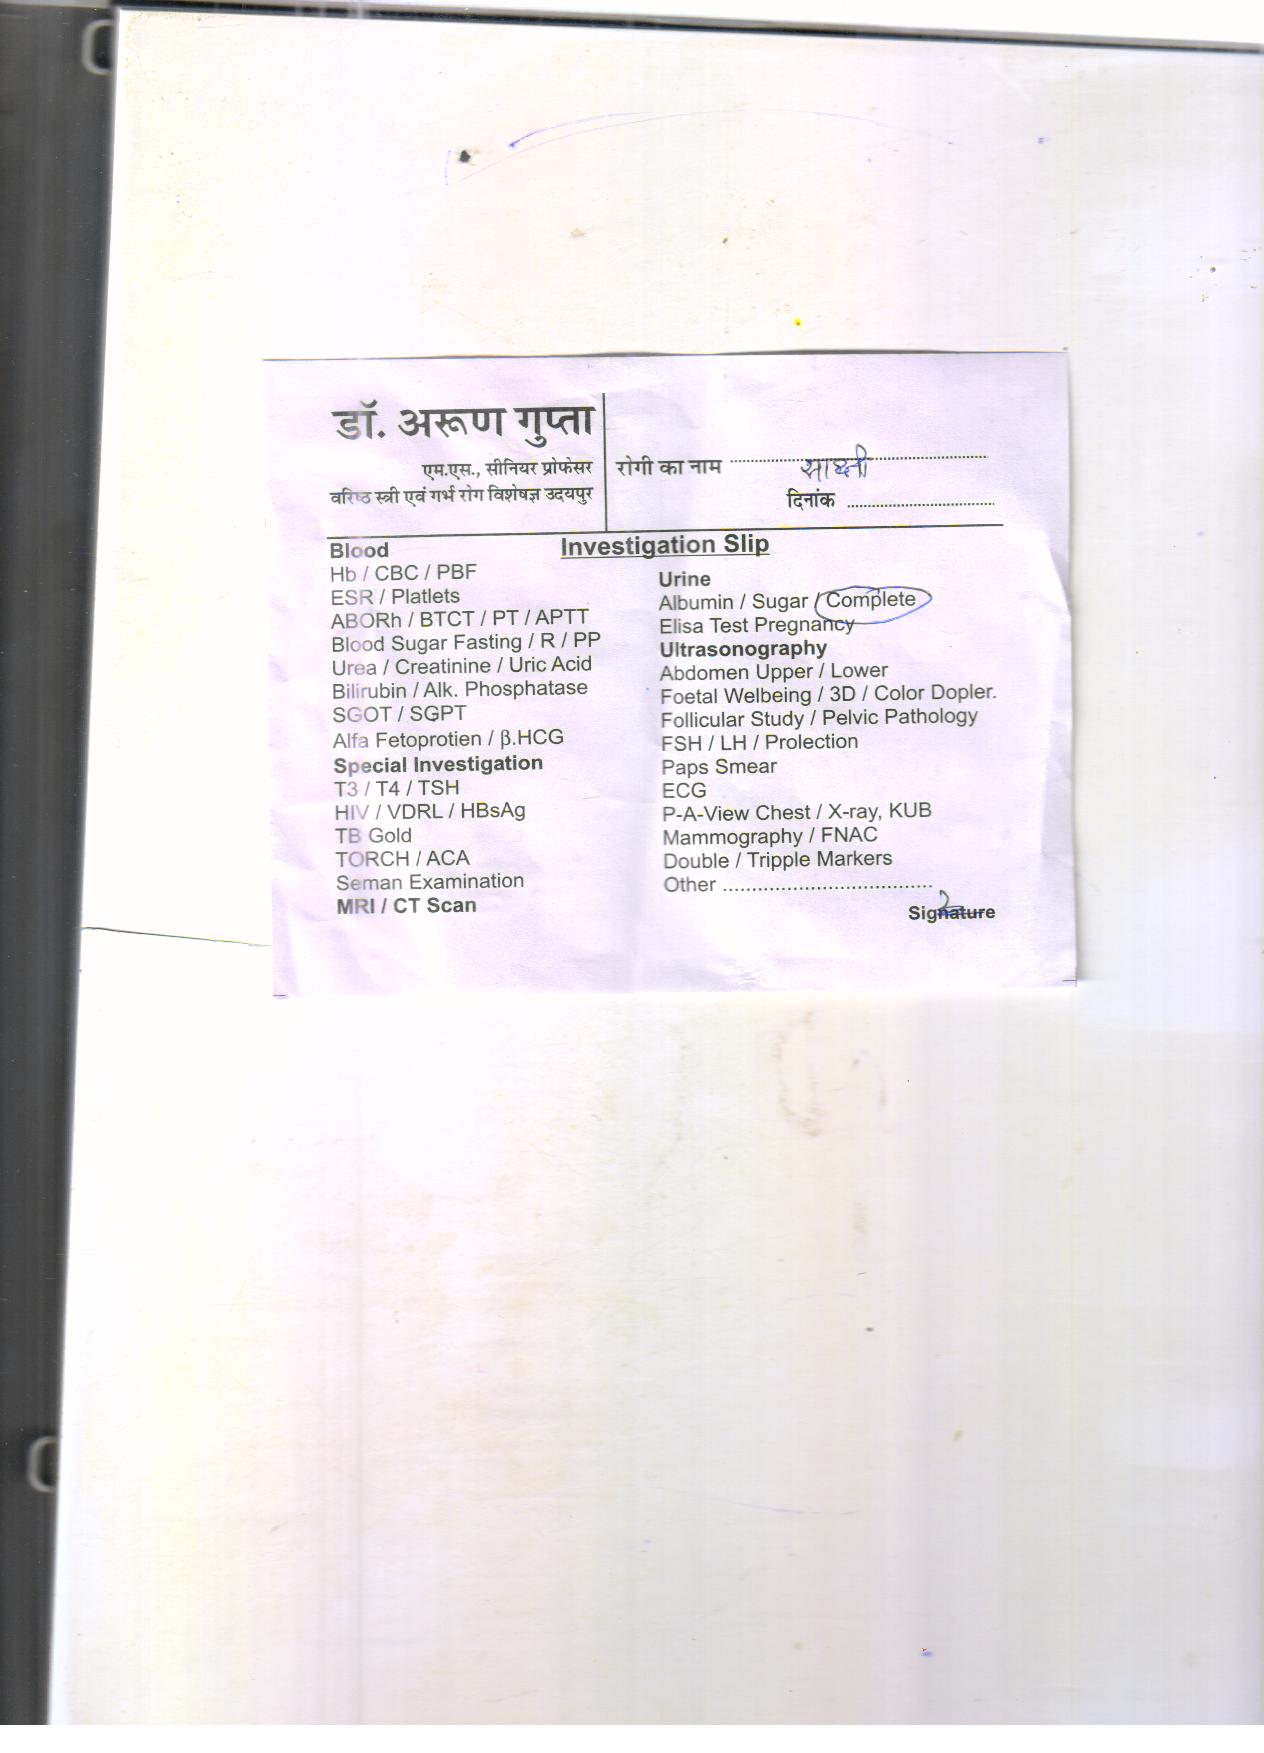 डॉ. अरूण गुप्ता
एम.एस., सीनियर प्रोफेसर
वरिष्ठ स्त्री एवं गर्भ रोग विशेषज्ञ उदयपुर
रोगी का नाम साक्षी
दिनांक
Investigation Slip
Blood
Hb / CBC / PBF
ESR / Platlets
ABORh / BTCT / PT / APTT
Blood Sugar Fasting / R / PP
Urea / Creatinine / Uric Acid
Bilirubin / Alk. Phosphatase
SGOT / SGPT
Alfa Fetoprotien / β.HCG
Special Investigation
T3 / T4 / TSH
HIV / VDRL / HBsAg
TB Gold
TORCH / ACA
Seman Examination
MRI / CT Scan
Urine
Albumin / Sugar / Complete
Elisa Test Pregnancy
Ultrasonography
Abdomen Upper / Lower
Foetal Welbeing / 3D / Color Dopler.
Follicular Study / Pelvic Pathology
FSH / LH / Prolection
Paps Smear
ECG
P-A-View Chest / X-ray, KUB
Mammography / FNAC
Double / Tripple Markers
Other ....................................
Signature